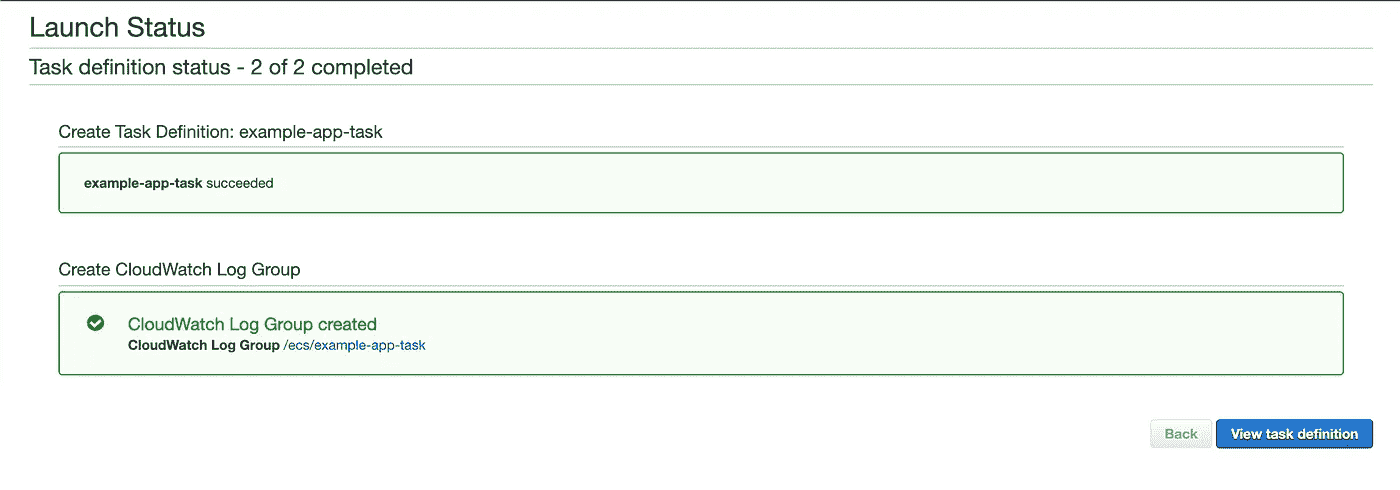 Launch Status
Task definition status - 2 of 2 completed
Create Task Definition: example-app-task
example-app-task succeeded
Create CloudWatch Log Group
CloudWatch Log Group created
CloudWatch Log Group /ecs/example-app-task
Back View task definition